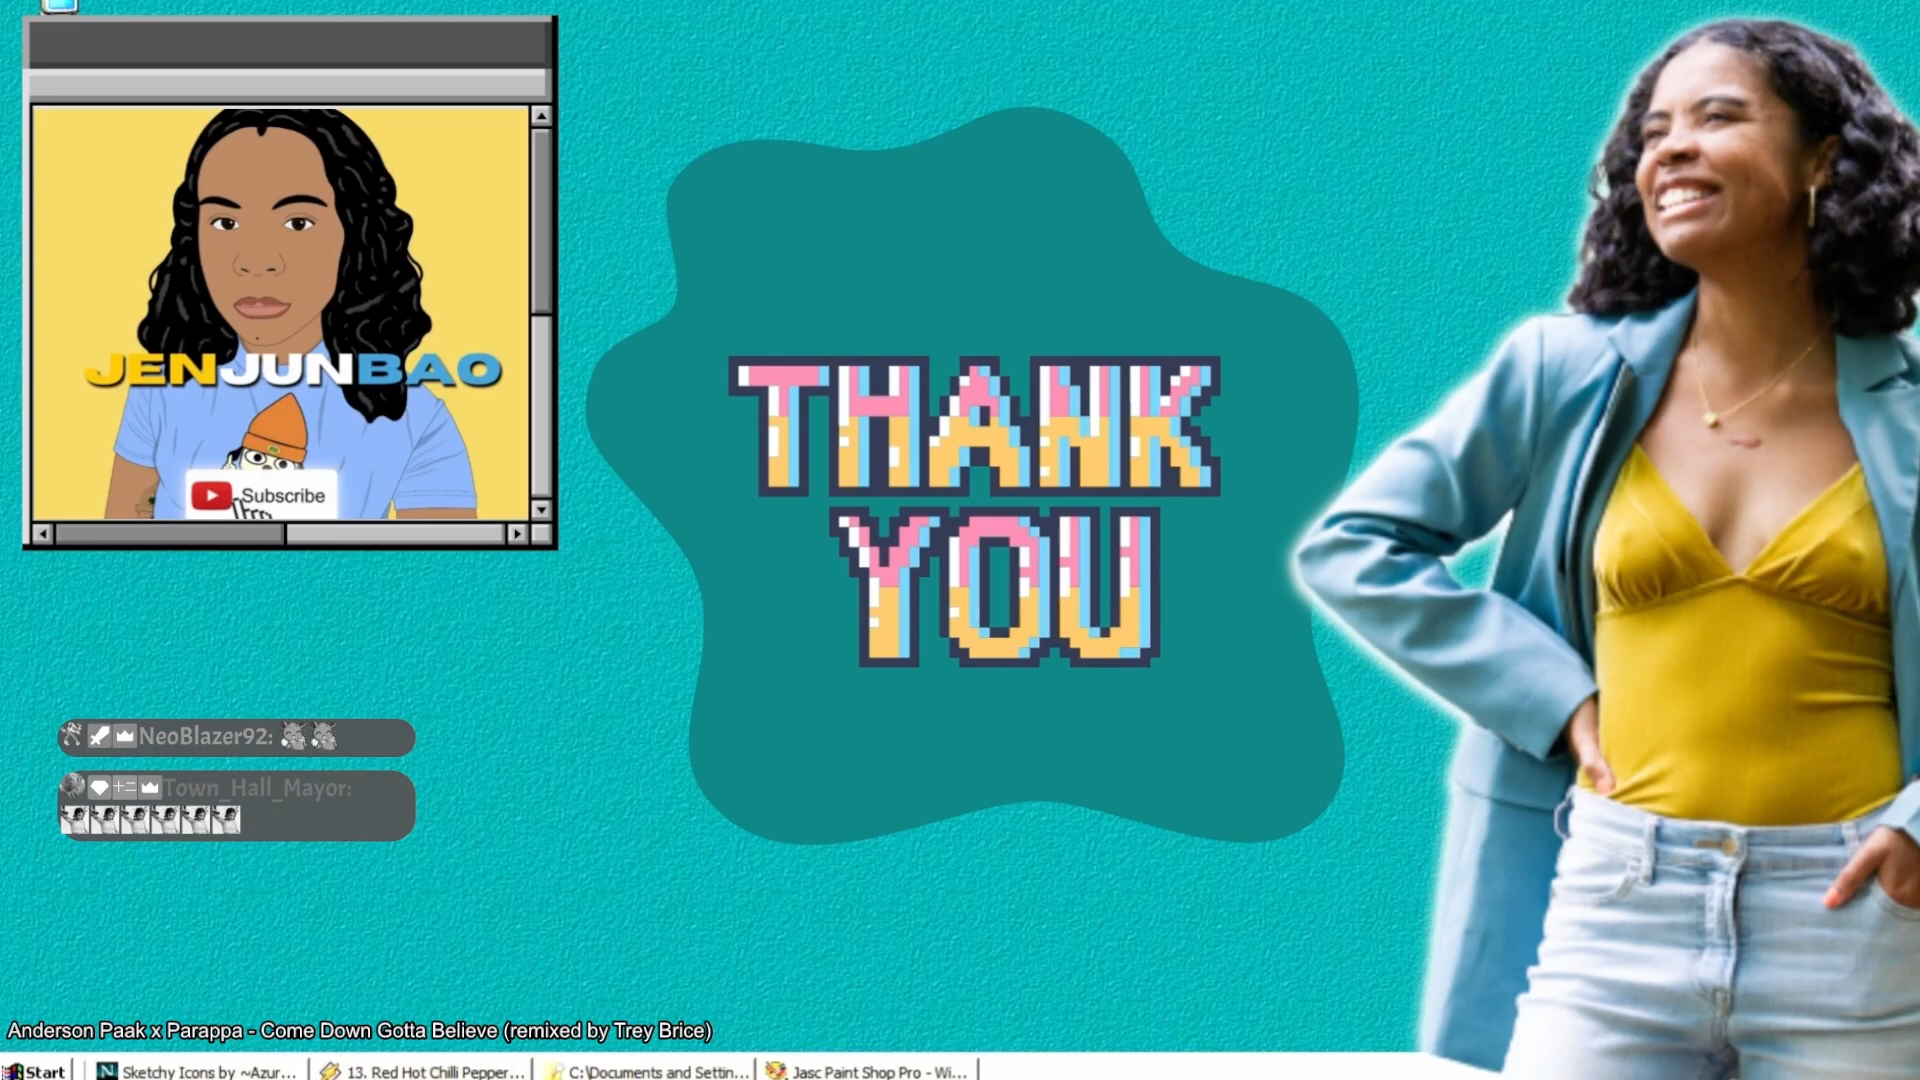 JENJUNBAO
Subscribe
THANK
YOU
NeoBlazer92:
Town_Hall_Mayor:
Anderson Paak x Parappa - Come Down Gotta Believe (remixed by Trey Brice)
Start
Sketchy Icons by ~Azur...
13. Red Hot Chilli Pepper...
C:\Documents and Settin...
Jasc Paint Shop Pro - Wi...